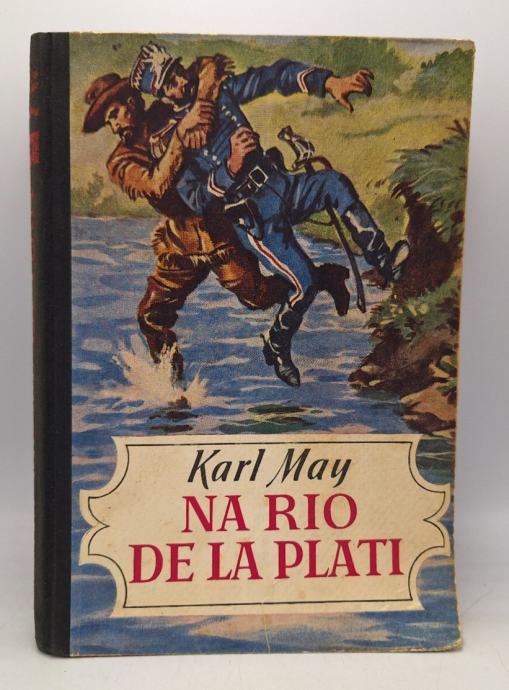 Karl May
NA RIO
DE LA PLATI